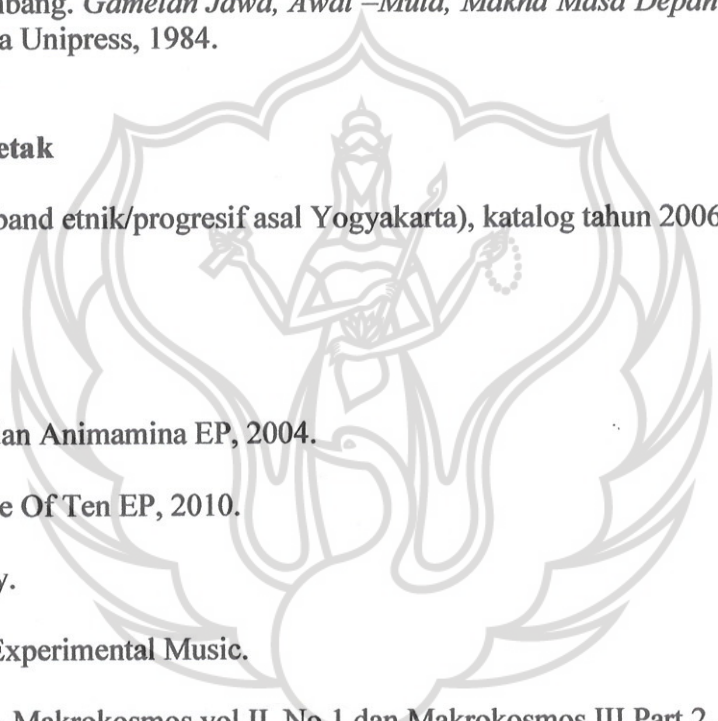 bang. Gamelan Jawa, Awal –Mula, Makna Masa Depan
a Unipress, 1984.
etak
band etnik/progresif asal Yogyakarta), katalog tahun 2006
an Animamina EP, 2004.
e Of Ten EP, 2010.
y.
Experimental Music.
Makrokosmos vol II, No 1 dan Makrokosmos III Part 2